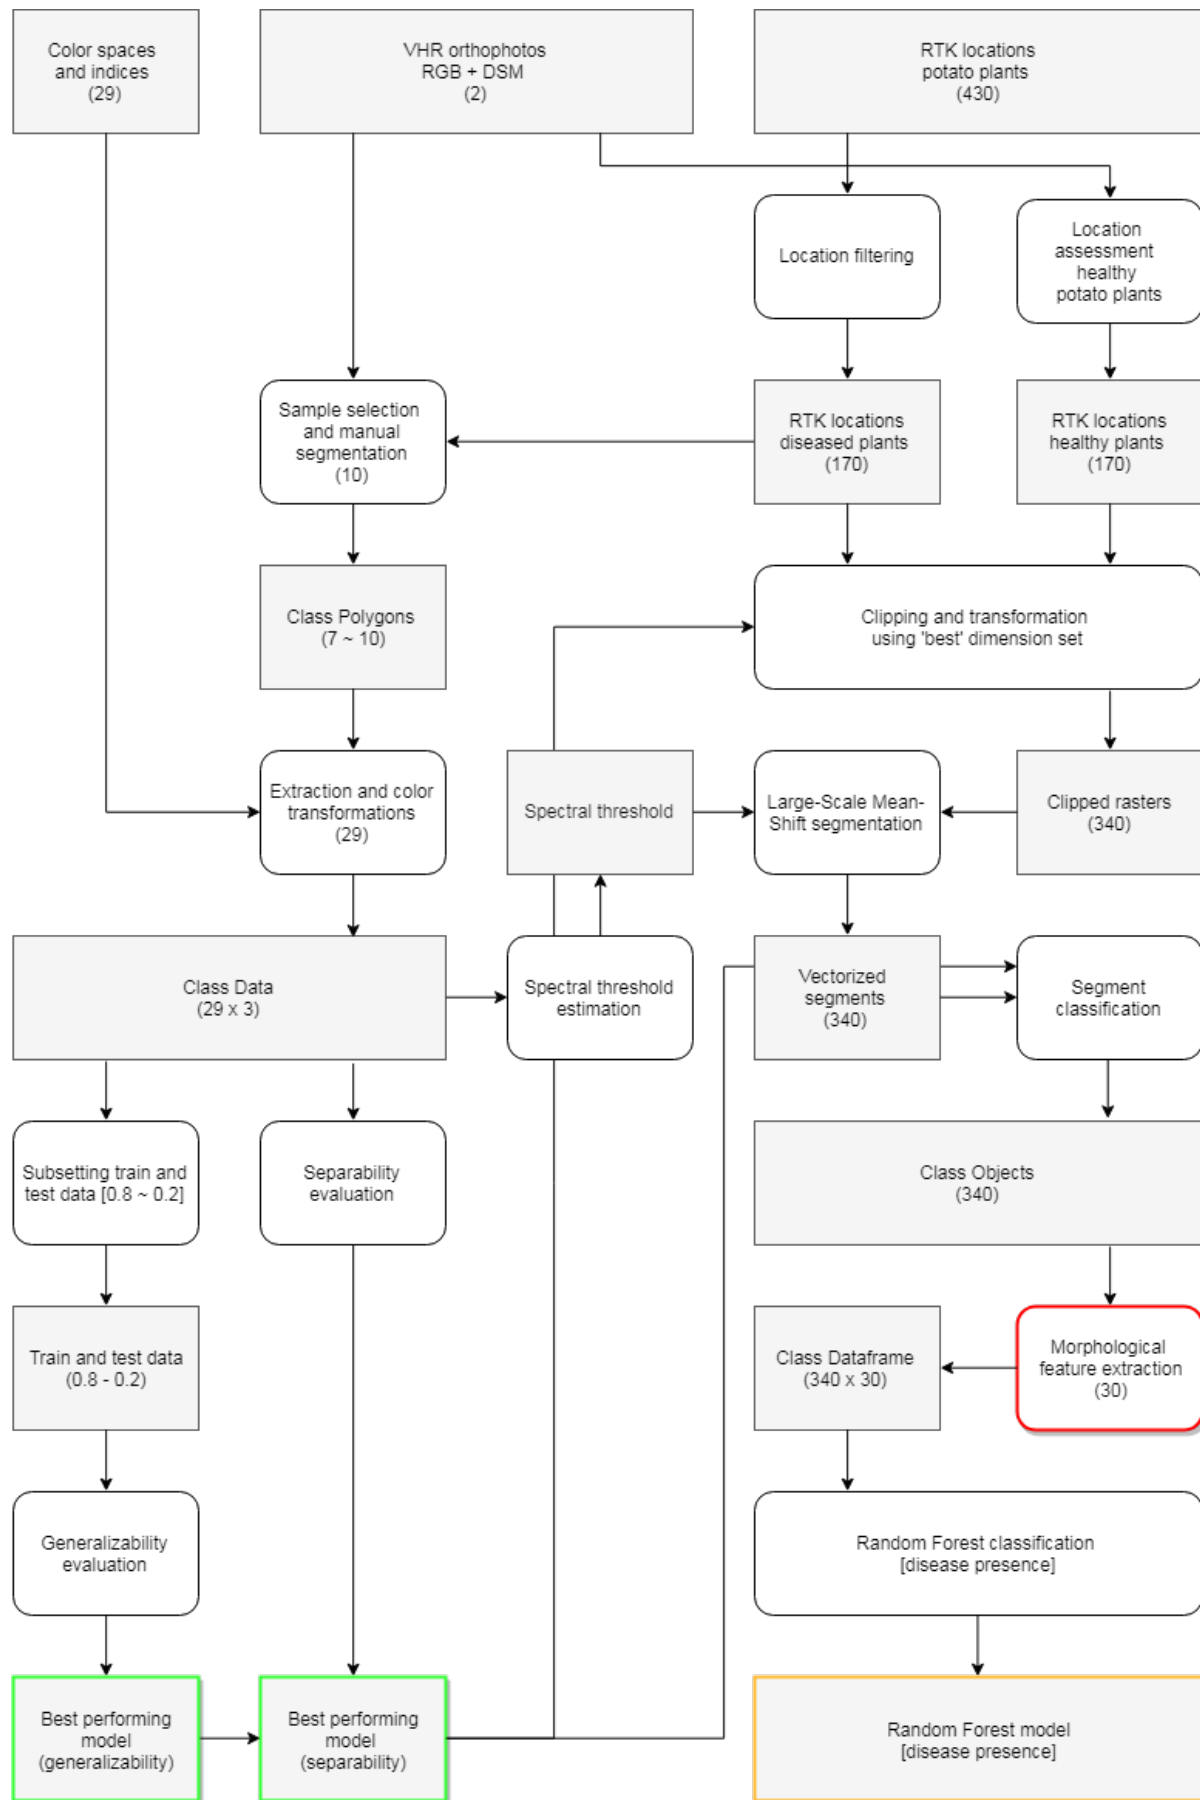 Color spaces
and indices
(29)
VHR orthophotos
RGB + DSM
(2)
RTK locations
potato plants
(430)
Location filtering
Location
assessment
healthy
potato plants
Sample selection
and manual
segmentation
(10)
RTK locations
diseased plants
(170)
RTK locations
healthy plants
(170)
Class Polygons
(7 ~ 10)
Clipping and transformation
using 'best' dimension set
Extraction and color
transformations
(29)
Spectral threshold
Large-Scale Mean-
Shift segmentation
Clipped rasters
(340)
Class Data
(29 x 3)
Spectral threshold
estimation
Vectorized
segments
(340)
Segment
classification
Subsetting train and
test data [0.8 ~ 0.2]
Separability
evaluation
Class Objects
(340)
Train and test data
(0.8 - 0.2)
Class Dataframe
(340 x 30)
Morphological
feature extraction
(30)
Generalizability
evaluation
Random Forest classification
[disease presence]
Best performing
model
(generalizability)
Best performing
model
(separability)
Random Forest model
[disease presence]